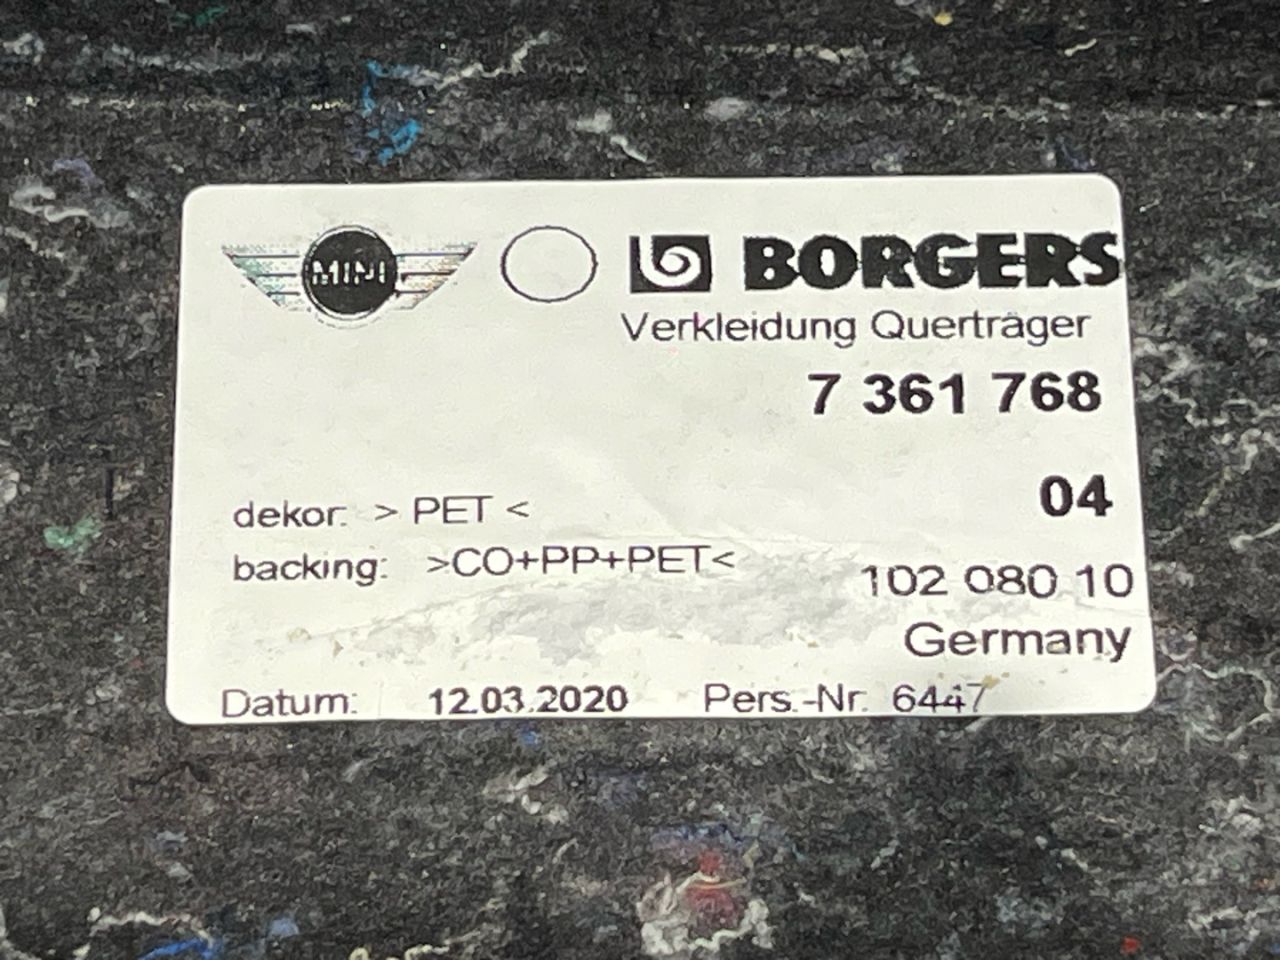 MINI
BORGERS
Verkleidung Querträger
7 361 768
04
dekor: > PET <
backing: >CO+PP+PET<
102 080 10
Germany
Datum: 12.03.2020 Pers.-Nr. 6447